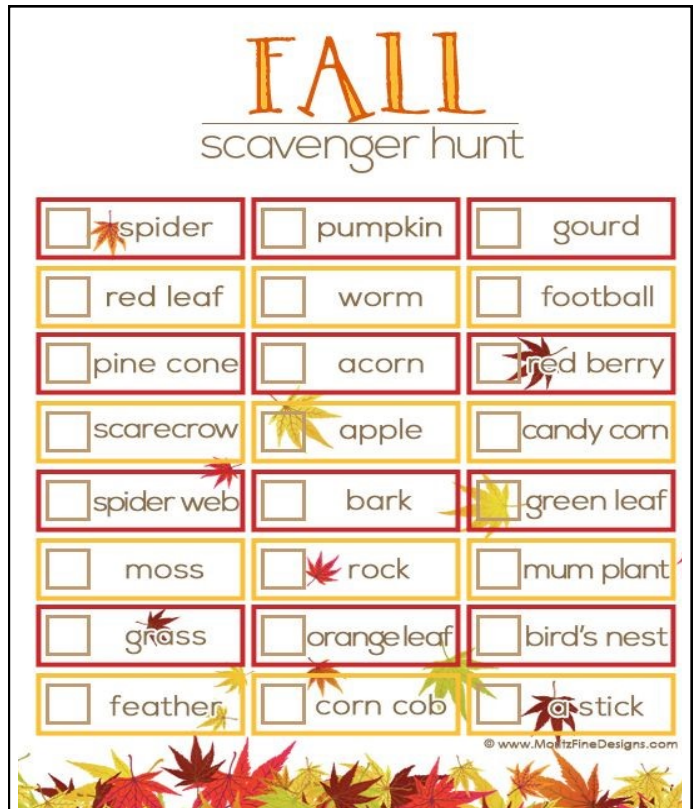 FALL
scavenger hunt
spider pumpkin gourd
red leaf worm football
pine cone acorn red berry
scarecrow apple candy corn
spider web bark green leaf
moss rock mum plant
grass orange leaf bird's nest
feather corn cob a stick
© www.MoritzFineDesigns.com